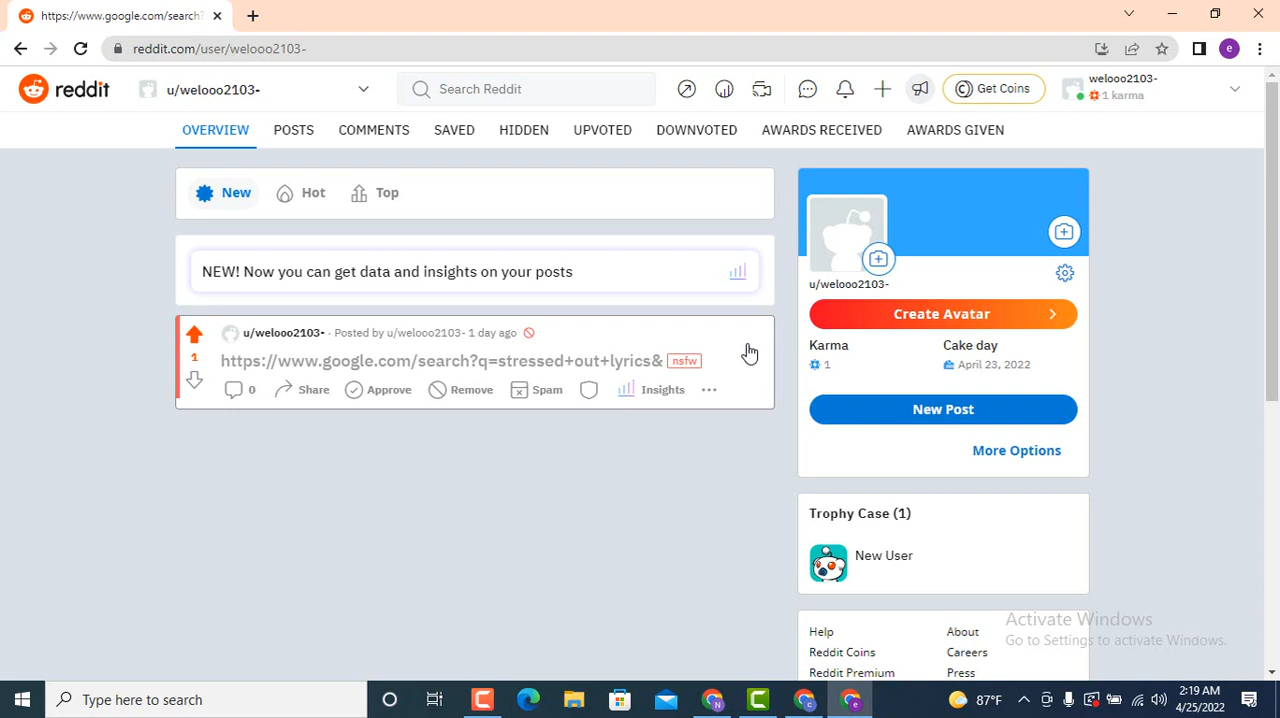 https://www.google.com/search?
reddit.com/user/welooo2103-
e
reddit
u/welooo2103-
Search Reddit
Get Coins
welooo2103-
1 karma
OVERVIEW
POSTS
COMMENTS
SAVED
HIDDEN
UPVOTED
DOWNVOTED
AWARDS RECEIVED
AWARDS GIVEN
New
Hot
Top
NEW! Now you can get data and insights on your posts
u/welooo2103- · Posted by u/welooo2103- 1 day ago
1
https://www.google.com/search?q=stressed+out+lyrics& nsfw
0
Share
Approve
Remove
Spam
Insights
u/welooo2103-
Create Avatar
Karma
Cake day
1
April 23, 2022
New Post
More Options
Trophy Case (1)
New User
Help
About
Reddit Coins
Careers
Reddit Premium
Press
Activate Windows
Go to Settings to activate Windows.
Type here to search
87°F
2:19 AM
4/25/2022